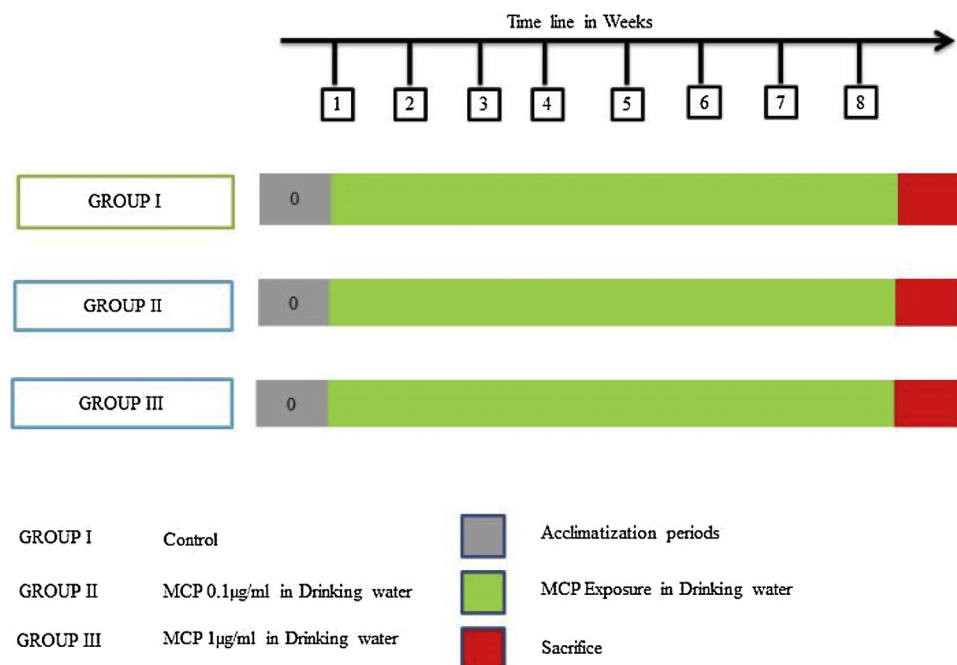 Time line in Weeks
1 2 3 4 5 6 7 8
GROUP I 0
GROUP II 0
GROUP III 0
GROUP I Control Acclimatization periods
GROUP II MCP 0.1µg/ml in Drinking water MCP Exposure in Drinking water
GROUP III MCP 1µg/ml in Drinking water Sacrifice